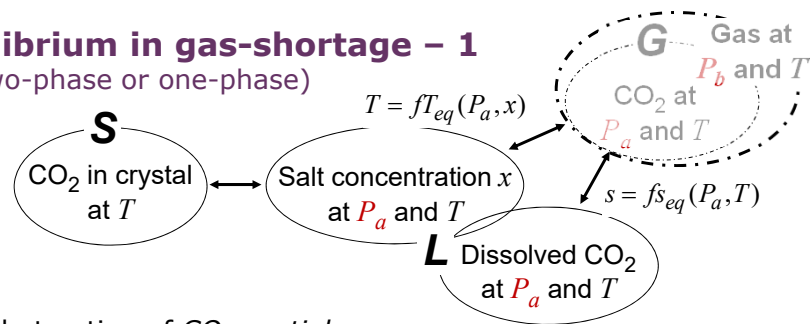 librium in gas-shortage – 1
wo-phase or one-phase)
S
CO₂ in crystal
at T
T = fT_eq(P_a, x)
Salt concentration x
at P_a and T
G
Gas at
P_b and T
CO₂ at
P_a and T
s = fs_eq(P_a, T)
L
Dissolved CO₂
at P_a and T